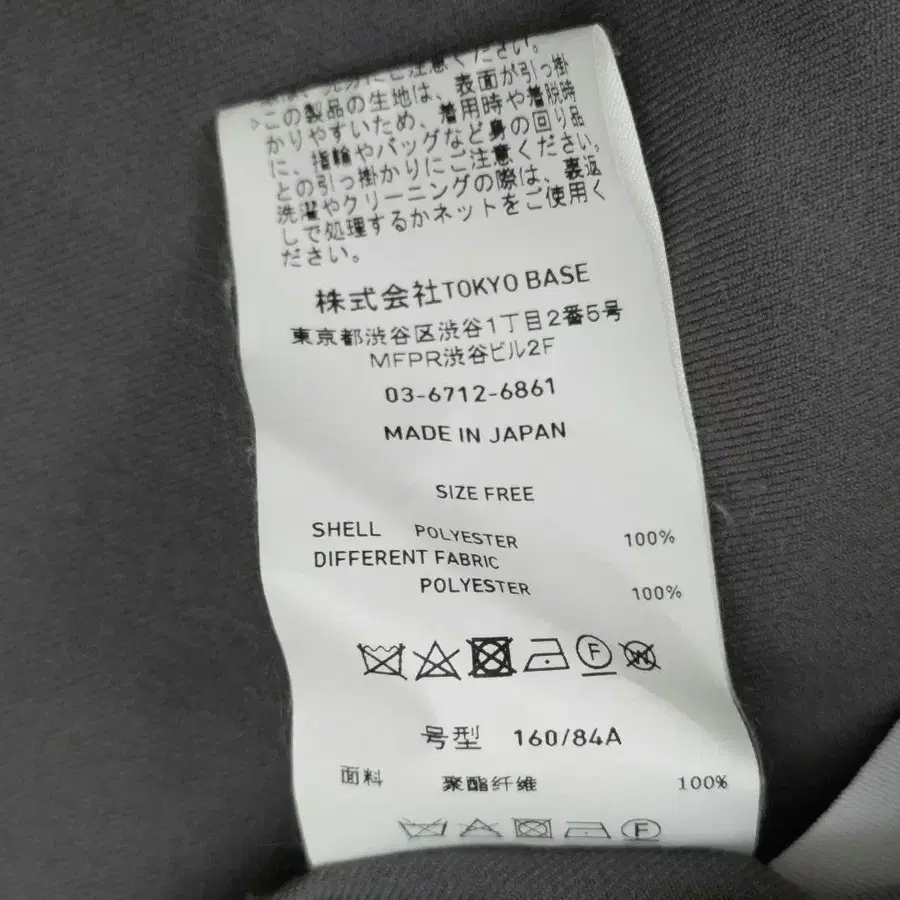 ください。
この製品の生地は、表面が引っ掛
かりやすいため、着用時や着脱時
に、指輪やバッグなど身の回り品
との引っ掛かりにご注意ください。
洗濯やクリーニングの際は、裏返
しで処理するかネットをご使用く
ださい。
株式会社TOKYO BASE
東京都渋谷区渋谷1丁目2番5号
MFPR渋谷ビル2F
03-6712-6861
MADE IN JAPAN
SIZE FREE
SHELL POLYESTER 100%
DIFFERENT FABRIC
POLYESTER 100%
F W
号型 160/84A
面料 聚酯纤维 100%
F